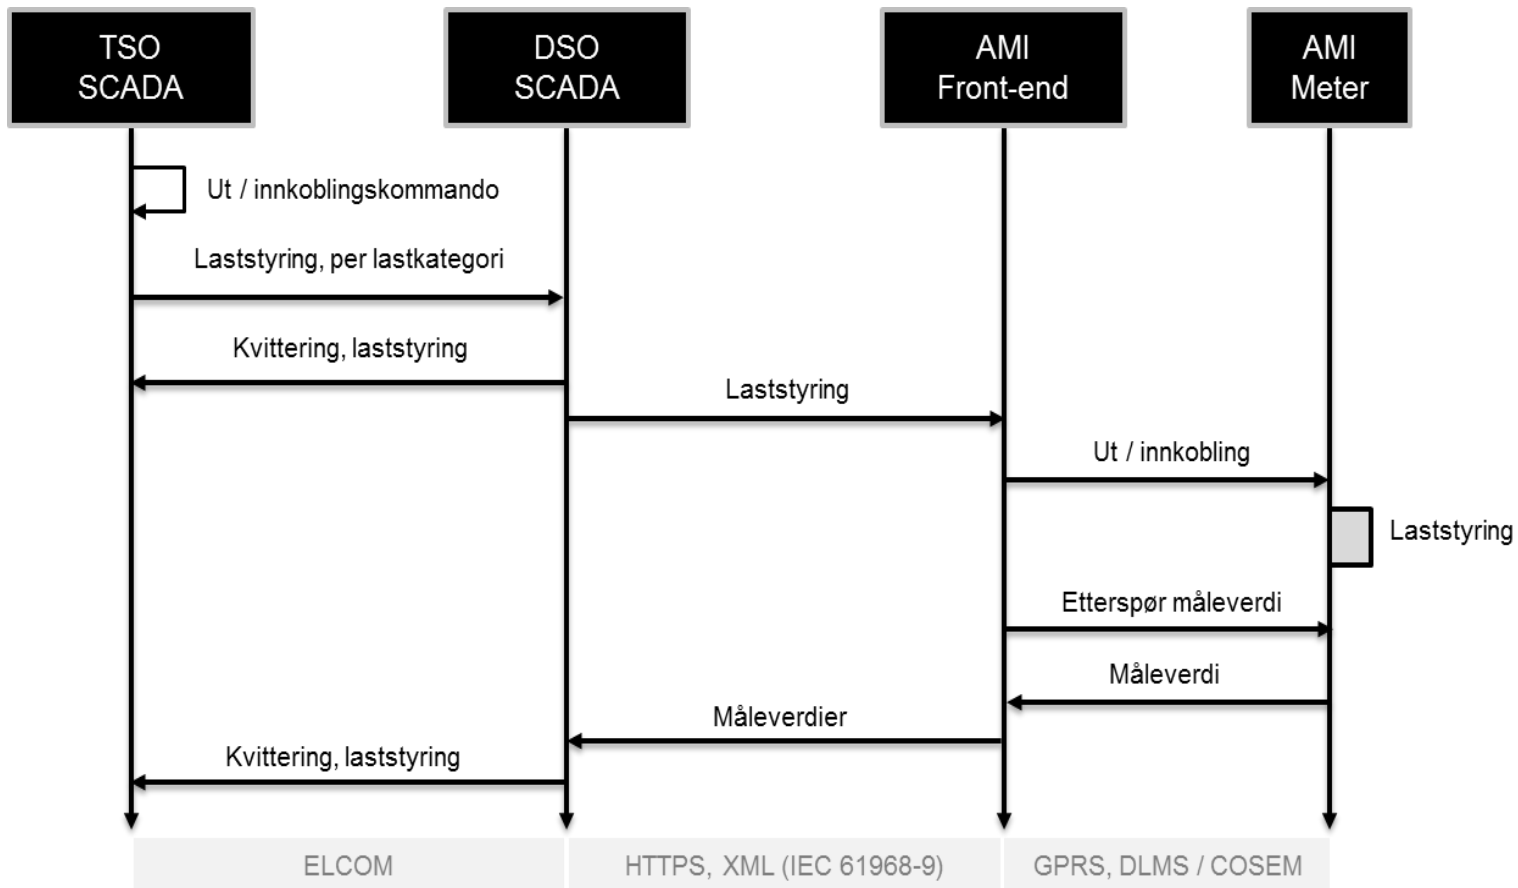 TSO
SCADA
DSO
SCADA
AMI
Front-end
AMI
Meter
Ut / innkoblingskommando
Laststyring, per lastkategori
Kvittering, laststyring
Laststyring
Ut / innkobling
Laststyring
Etterspør måleverdi
Måleverdi
Måleverdier
Kvittering, laststyring
ELCOM
HTTPS, XML (IEC 61968-9)
GPRS, DLMS / COSEM